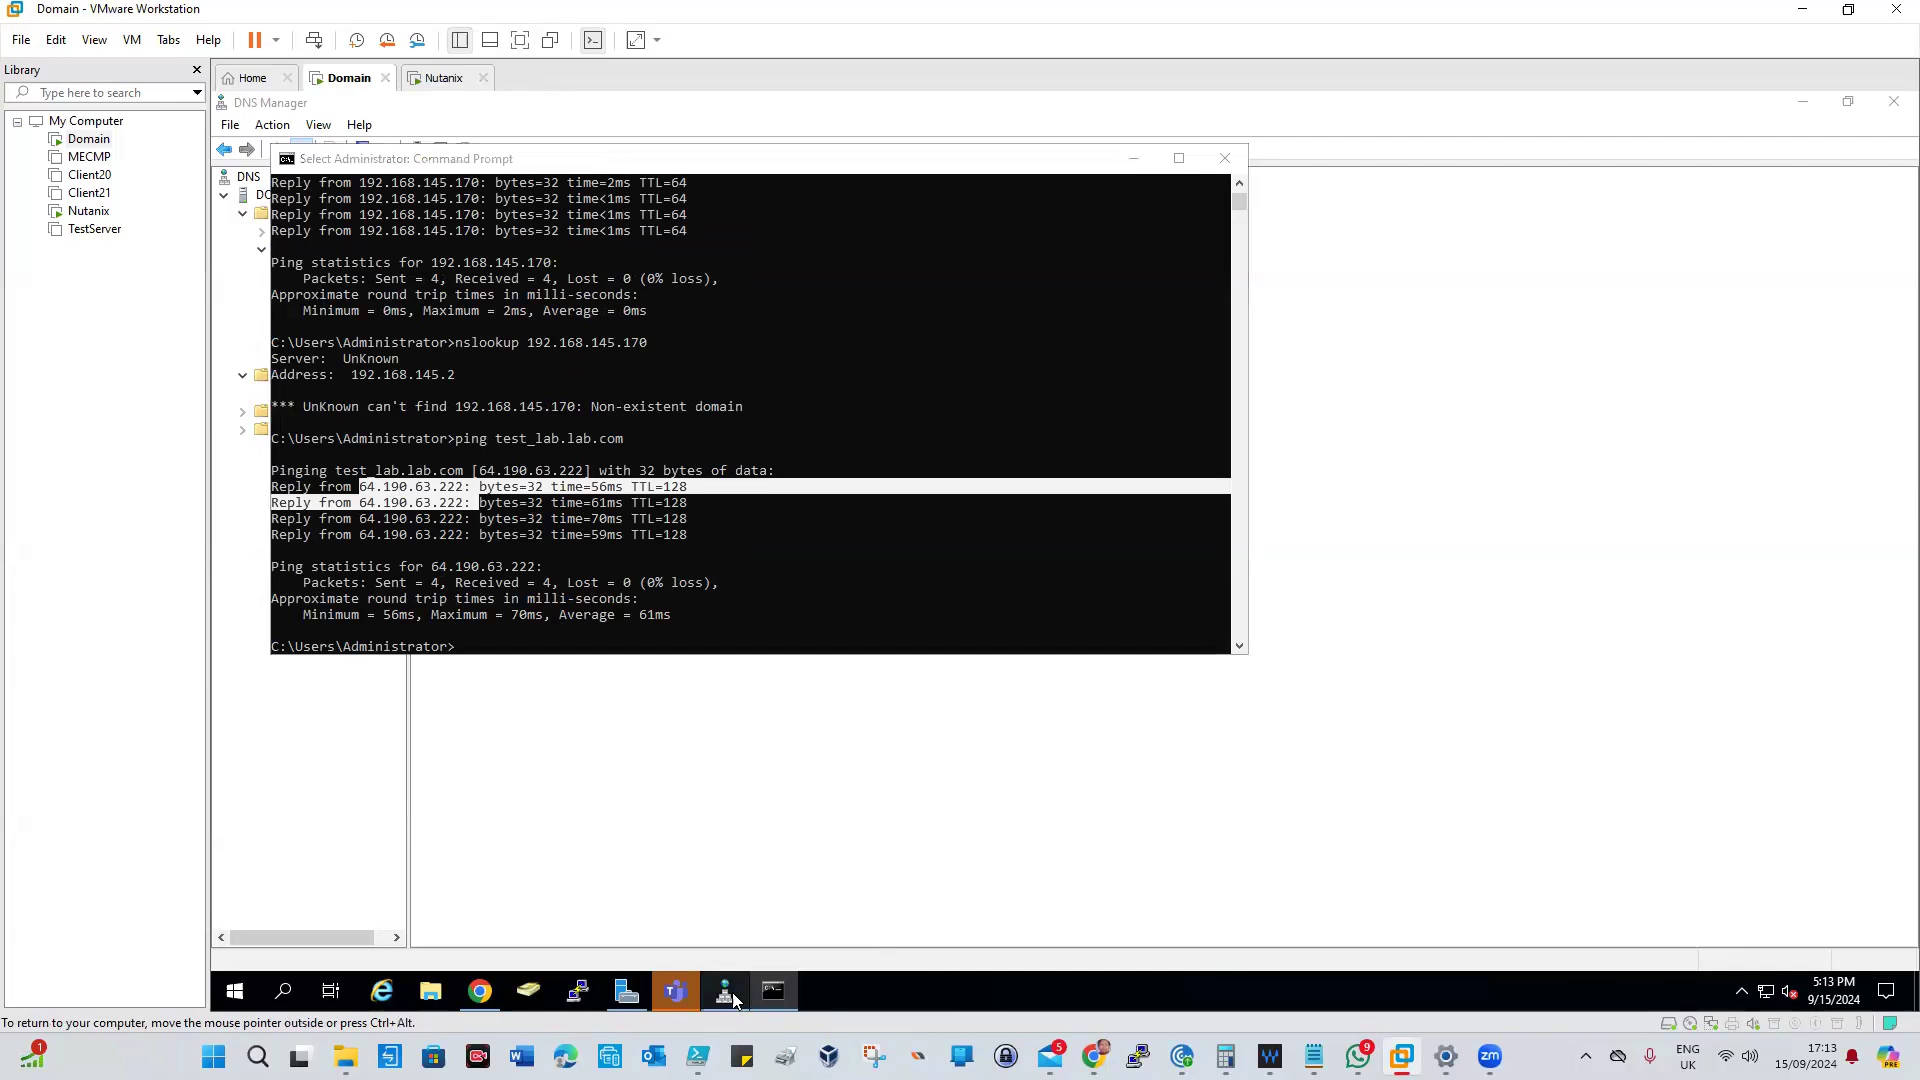 Domain - VMware Workstation
File Edit View VM Tabs Help
Library
Home Domain Nutanix
Type here to search
DNS Manager
My Computer
File Action View Help
Domain
MECMP
Select Administrator: Command Prompt
Client20
DNS
Reply from 192.168.145.170: bytes=32 time=2ms TTL=64
Client21
Reply from 192.168.145.170: bytes=32 time<1ms TTL=64
Nutanix
Reply from 192.168.145.170: bytes=32 time<1ms TTL=64
TestServer
Reply from 192.168.145.170: bytes=32 time<1ms TTL=64
Ping statistics for 192.168.145.170:
Packets: Sent = 4, Received = 4, Lost = 0 (0% loss),
Approximate round trip times in milli-seconds:
Minimum = 0ms, Maximum = 2ms, Average = 0ms
C:\Users\Administrator>nslookup 192.168.145.170
Server: UnKnown
Address: 192.168.145.2
*** UnKnown can't find 192.168.145.170: Non-existent domain
C:\Users\Administrator>ping test_lab.lab.com
Pinging test_lab.lab.com [64.190.63.222] with 32 bytes of data:
Reply from 64.190.63.222: bytes=32 time=56ms TTL=128
Reply from 64.190.63.222: bytes=32 time=61ms TTL=128
Reply from 64.190.63.222: bytes=32 time=70ms TTL=128
Reply from 64.190.63.222: bytes=32 time=59ms TTL=128
Ping statistics for 64.190.63.222:
Packets: Sent = 4, Received = 4, Lost = 0 (0% loss),
Approximate round trip times in milli-seconds:
Minimum = 56ms, Maximum = 70ms, Average = 61ms
C:\Users\Administrator>
5:13 PM
9/15/2024
To return to your computer, move the mouse pointer outside or press Ctrl+Alt.
ENG
UK
17:13
15/09/2024